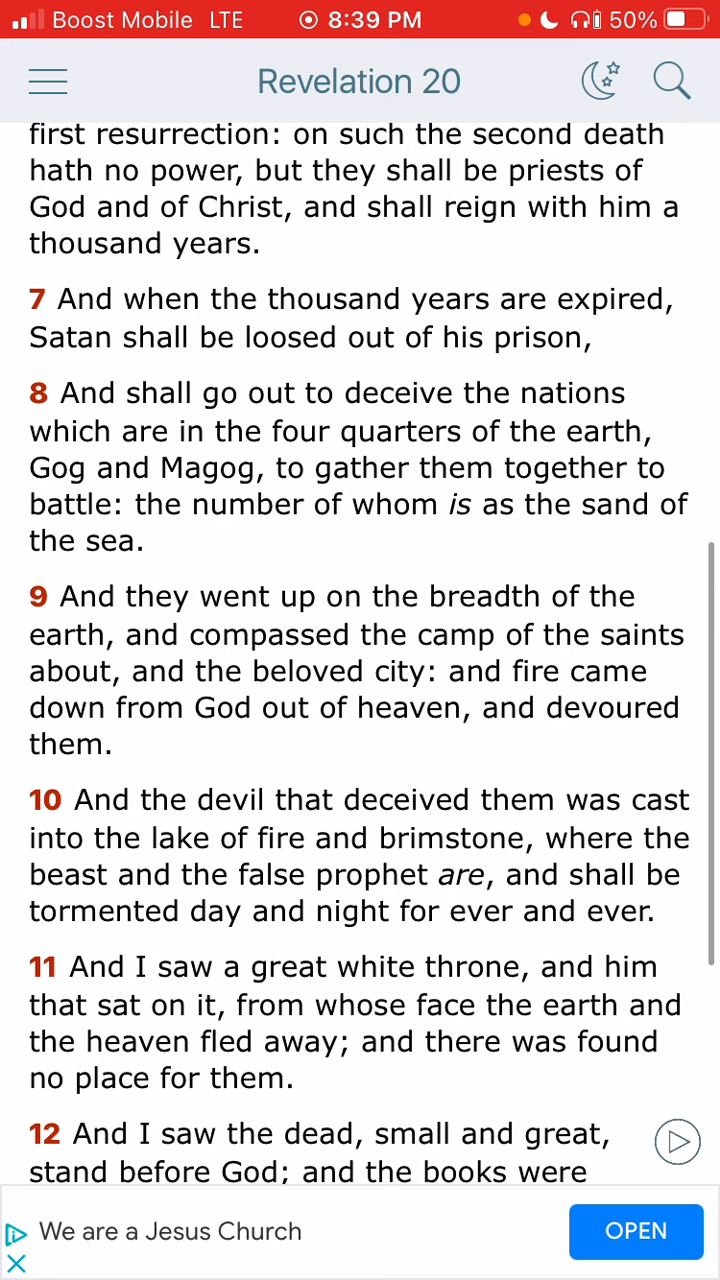 Boost Mobile LTE 8:39 PM 50%
Revelation 20
first resurrection: on such the second death
hath no power, but they shall be priests of
God and of Christ, and shall reign with him a
thousand years.
7 And when the thousand years are expired,
Satan shall be loosed out of his prison,
8 And shall go out to deceive the nations
which are in the four quarters of the earth,
Gog and Magog, to gather them together to
battle: the number of whom is as the sand of
the sea.
9 And they went up on the breadth of the
earth, and compassed the camp of the saints
about, and the beloved city: and fire came
down from God out of heaven, and devoured
them.
10 And the devil that deceived them was cast
into the lake of fire and brimstone, where the
beast and the false prophet are, and shall be
tormented day and night for ever and ever.
11 And I saw a great white throne, and him
that sat on it, from whose face the earth and
the heaven fled away; and there was found
no place for them.
12 And I saw the dead, small and great,
stand before God; and the books were
We are a Jesus Church
OPEN